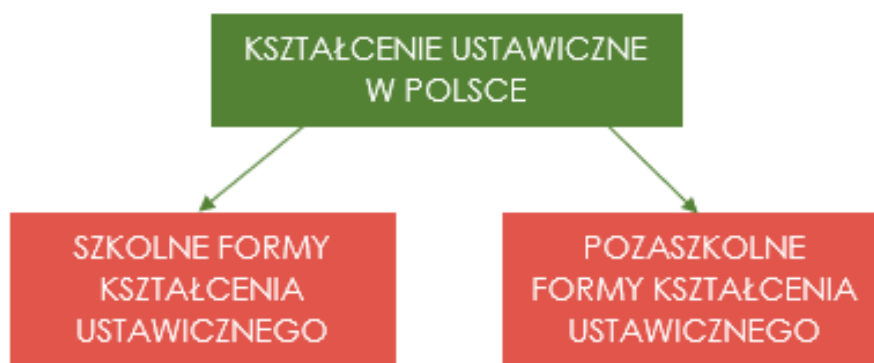 KSZTAŁCENIE USTAWICZNE
W POLSCE
SZKOLNE FORMY
KSZTAŁCENIA
USTAWICZNEGO
POZASZKOLNE
FORMY KSZTAŁCENIA
USTAWICZNEGO